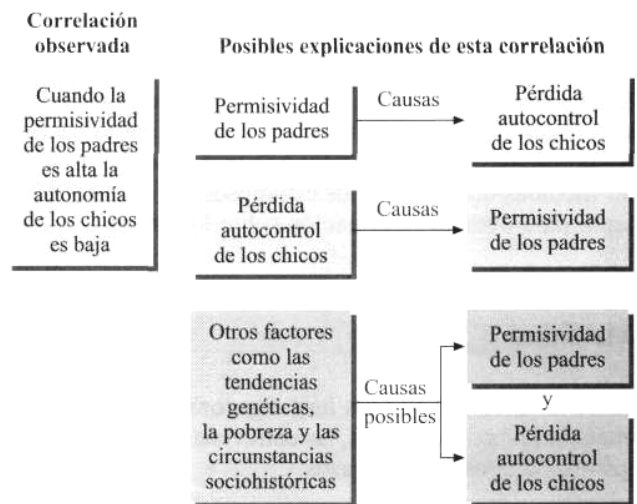 Correlación
observada
Posibles explicaciones de esta correlación
Cuando la
permisividad
de los padres
es alta la
autonomía
de los chicos
es baja
Permisividad
de los padres
Causas
Pérdida
autocontrol
de los chicos
Pérdida
autocontrol
de los chicos
Causas
Permisividad
de los padres
Otros factores
como las
tendencias
genéticas,
la pobreza y las
circunstancias
sociohistóricas
Causas
posibles
Permisividad
de los padres
y
Pérdida
autocontrol
de los chicos